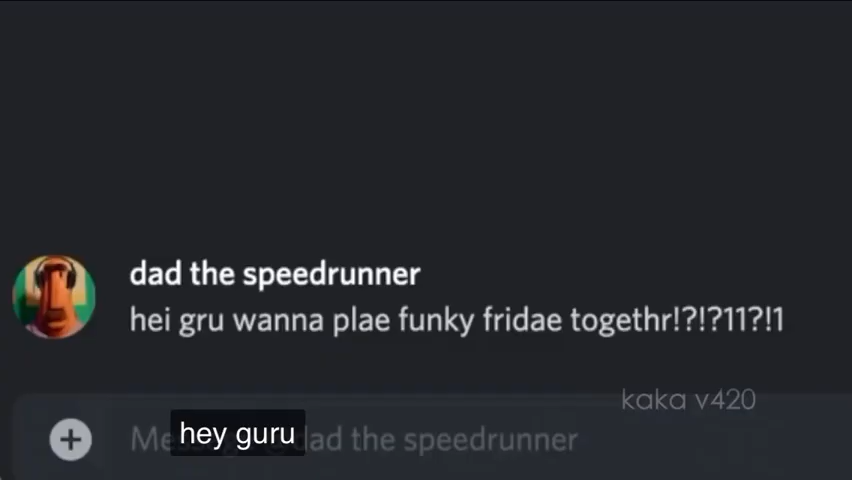 dad the speedrunner
hei gru wanna plae funky fridae togethr!?!?11?!1
kaka v420
Me dad the speedrunner
hey guru